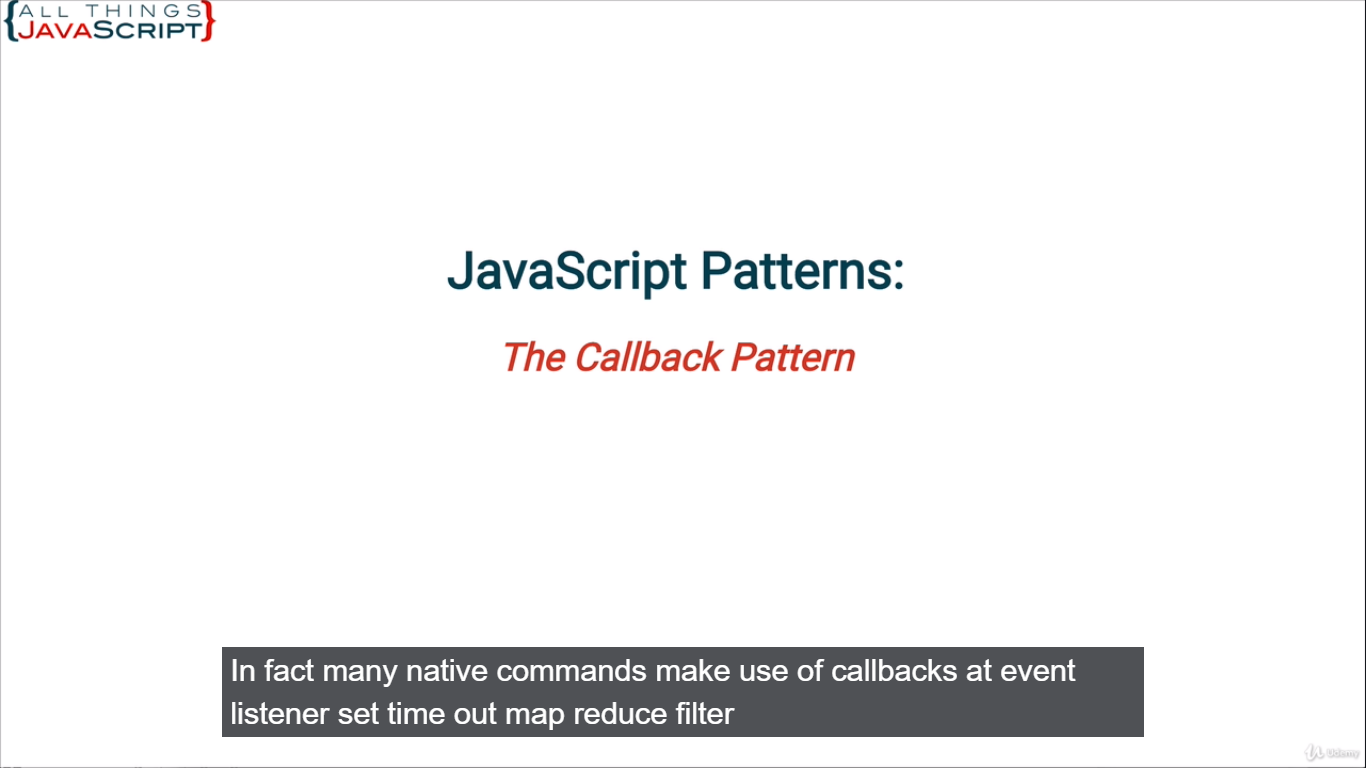 {ALL THINGS
JAVASCRIPT}
JavaScript Patterns:
The Callback Pattern
In fact many native commands make use of callbacks at event
listener set time out map reduce filter
Udemy